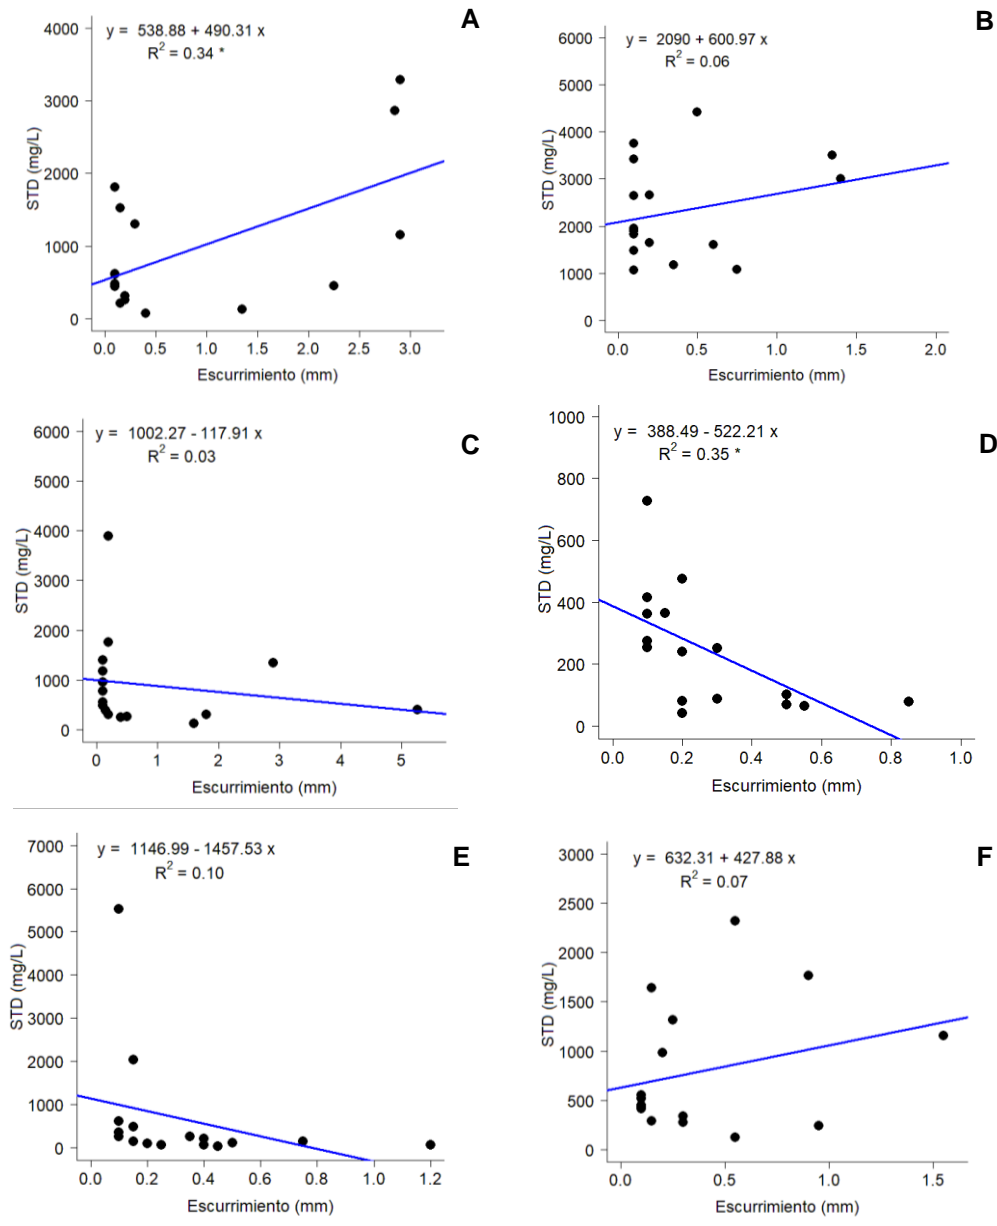 A
y = 538.88 + 490.31 x
R² = 0.34 *
4000
3000
2000
1000
0
STD (mg/L)
0.0 0.5 1.0 1.5 2.0 2.5 3.0
Escurrimiento (mm)
B
y = 2090 + 600.97 x
R² = 0.06
6000
5000
4000
3000
2000
1000
0
STD (mg/L)
0.0 0.5 1.0 1.5 2.0
Escurrimiento (mm)
C
y = 1002.27 - 117.91 x
R² = 0.03
6000
5000
4000
3000
2000
1000
0
STD (mg/L)
0 1 2 3 4 5
Escurrimiento (mm)
D
y = 388.49 - 522.21 x
R² = 0.35 *
1000
800
600
400
200
0
STD (mg/L)
0.0 0.2 0.4 0.6 0.8 1.0
Escurrimiento (mm)
E
y = 1146.99 - 1457.53 x
R² = 0.10
7000
6000
5000
4000
3000
2000
1000
0
STD (mg/L)
0.0 0.2 0.4 0.6 0.8 1.0 1.2
Escurrimiento (mm)
F
y = 632.31 + 427.88 x
R² = 0.07
3000
2500
2000
1500
1000
500
0
STD (mg/L)
0.0 0.5 1.0 1.5
Escurrimiento (mm)